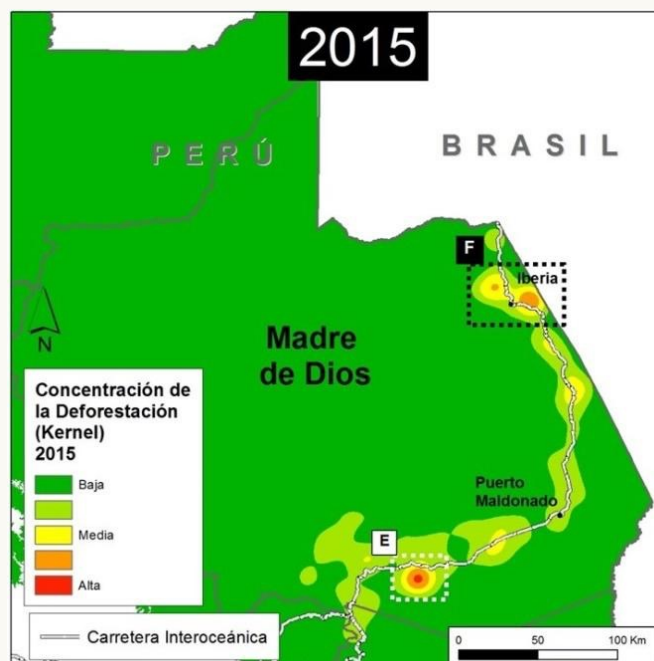 2015
PERÚ
BRASIL
F
Iberia
N
Madre
de Dios
Concentración de
la Deforestación
(Kernel)
2015
Baja
Media
Alta
Puerto
Maldonado
E
Carretera Interoceánica
0 50 100 Km